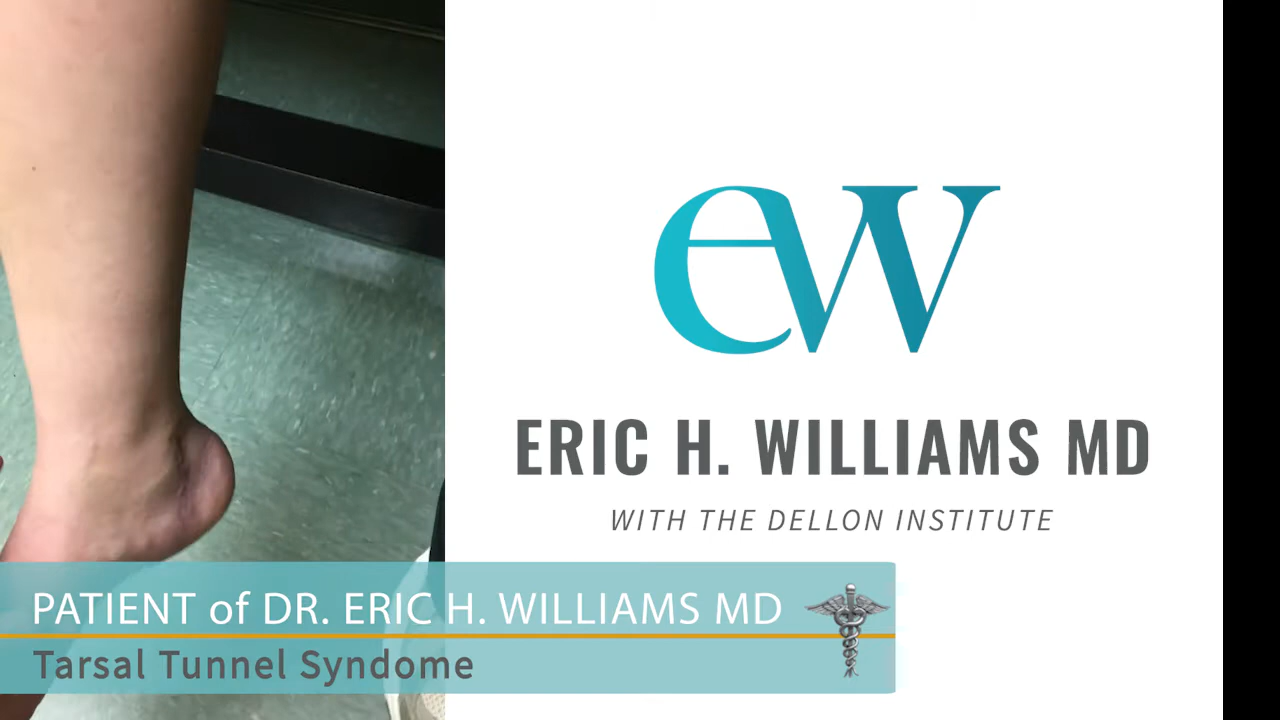 ew
ERIC H. WILLIAMS MD
WITH THE DELLON INSTITUTE
PATIENT of DR. ERIC H. WILLIAMS MD
Tarsal Tunnel Syndome